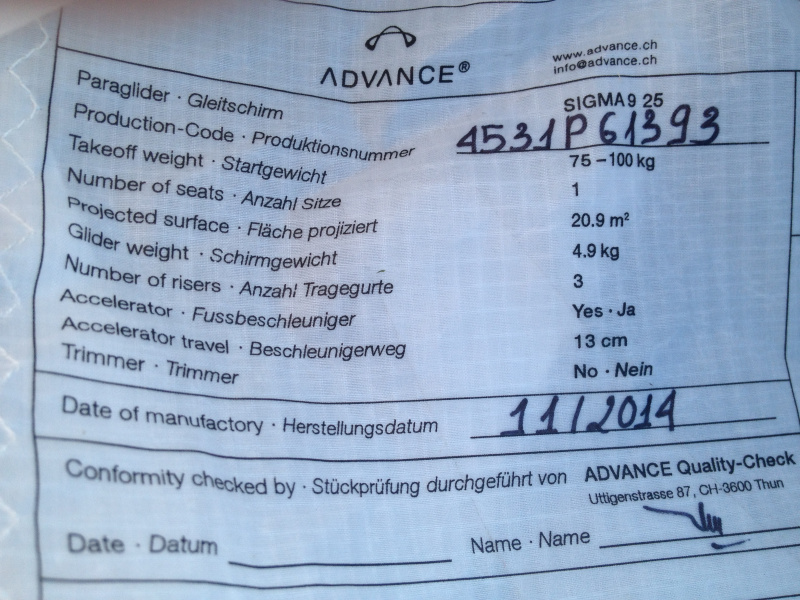 ADVANCE®
www.advance.ch
info@advance.ch
Paraglider · Gleitschirm SIGMA9 25
Production-Code · Produktionsnummer 4531P61393
Takeoff weight · Startgewicht 75 – 100 kg
Number of seats · Anzahl Sitze 1
Projected surface · Fläche projiziert 20.9 m²
Glider weight · Schirmgewicht 4.9 kg
Number of risers · Anzahl Tragegurte 3
Accelerator · Fussbeschleuniger Yes · Ja
Accelerator travel · Beschleunigerweg 13 cm
Trimmer · Trimmer No · Nein
Date of manufactory · Herstellungsdatum 11/2014
Conformity checked by · Stückprüfung durchgeführt von ADVANCE Quality-Check
Uttigenstrasse 87, CH-3600 Thun
Date · Datum Name · Name